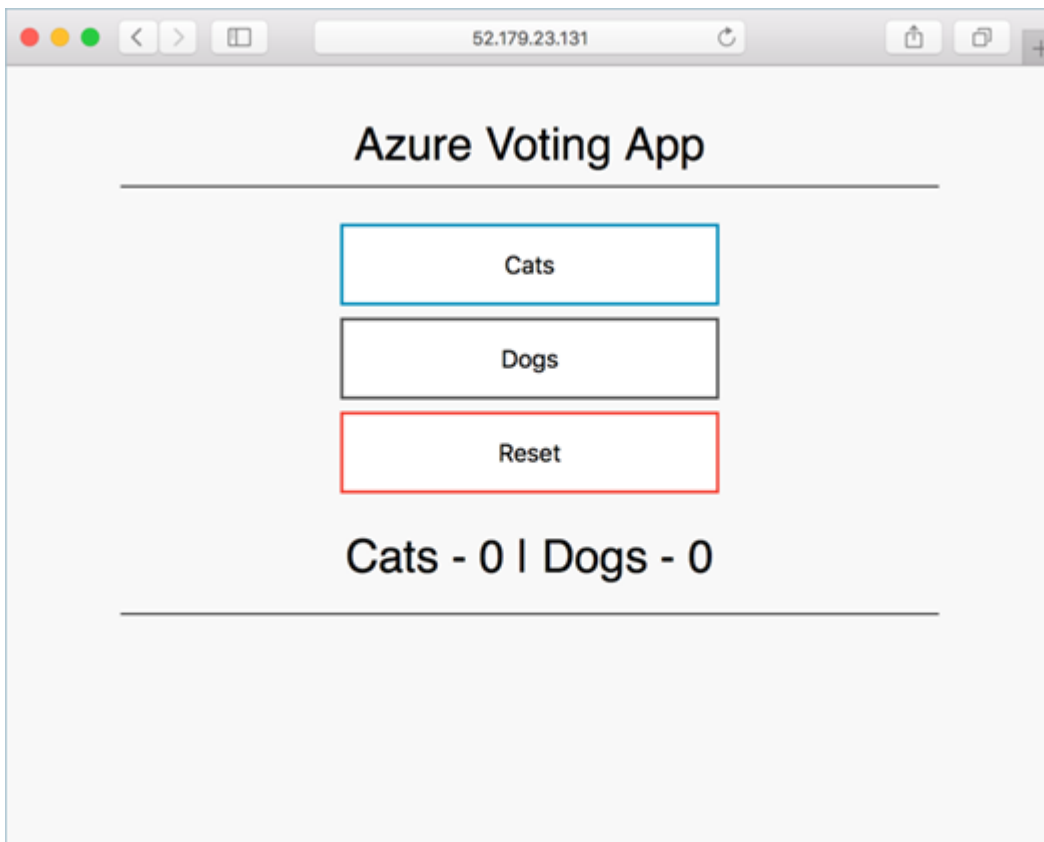 52.179.23.131
Azure Voting App
Cats
Dogs
Reset
Cats - 0 | Dogs - 0